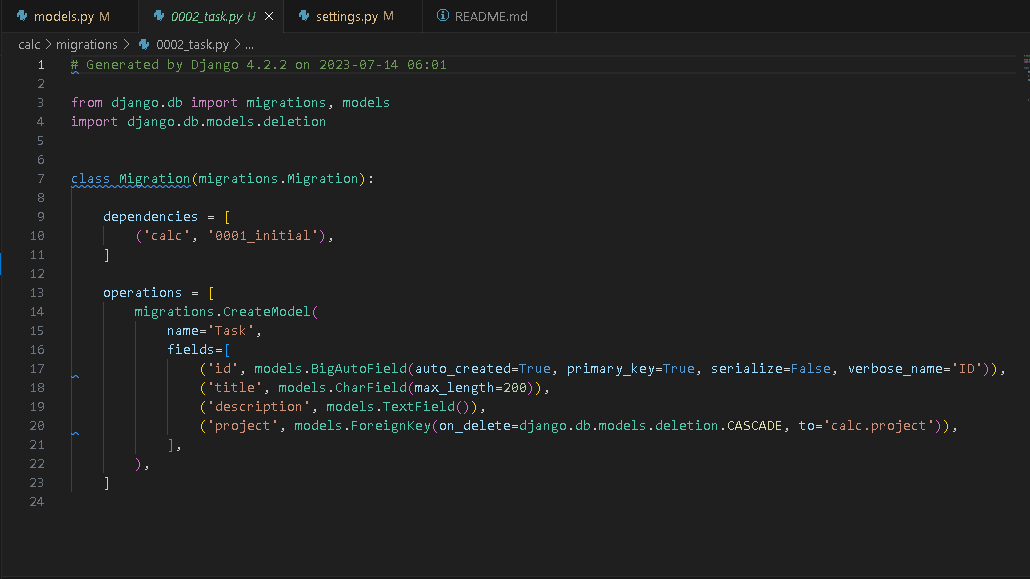 models.py M
0002_task.py U
settings.py M
README.md
calc > migrations > 0002_task.py > ...
1 # Generated by Django 4.2.2 on 2023-07-14 06:01
2
3 from django.db import migrations, models
4 import django.db.models.deletion
5
6
7 class Migration(migrations.Migration):
8
9     dependencies = [
10         ('calc', '0001_initial'),
11     ]
12
13     operations = [
14         migrations.CreateModel(
15             name='Task',
16             fields=[
17                 ('id', models.BigAutoField(auto_created=True, primary_key=True, serialize=False, verbose_name='ID')),
18                 ('title', models.CharField(max_length=200)),
19                 ('description', models.TextField()),
20                 ('project', models.ForeignKey(on_delete=django.db.models.deletion.CASCADE, to='calc.project')),
21             ],
22         ),
23     ]
24